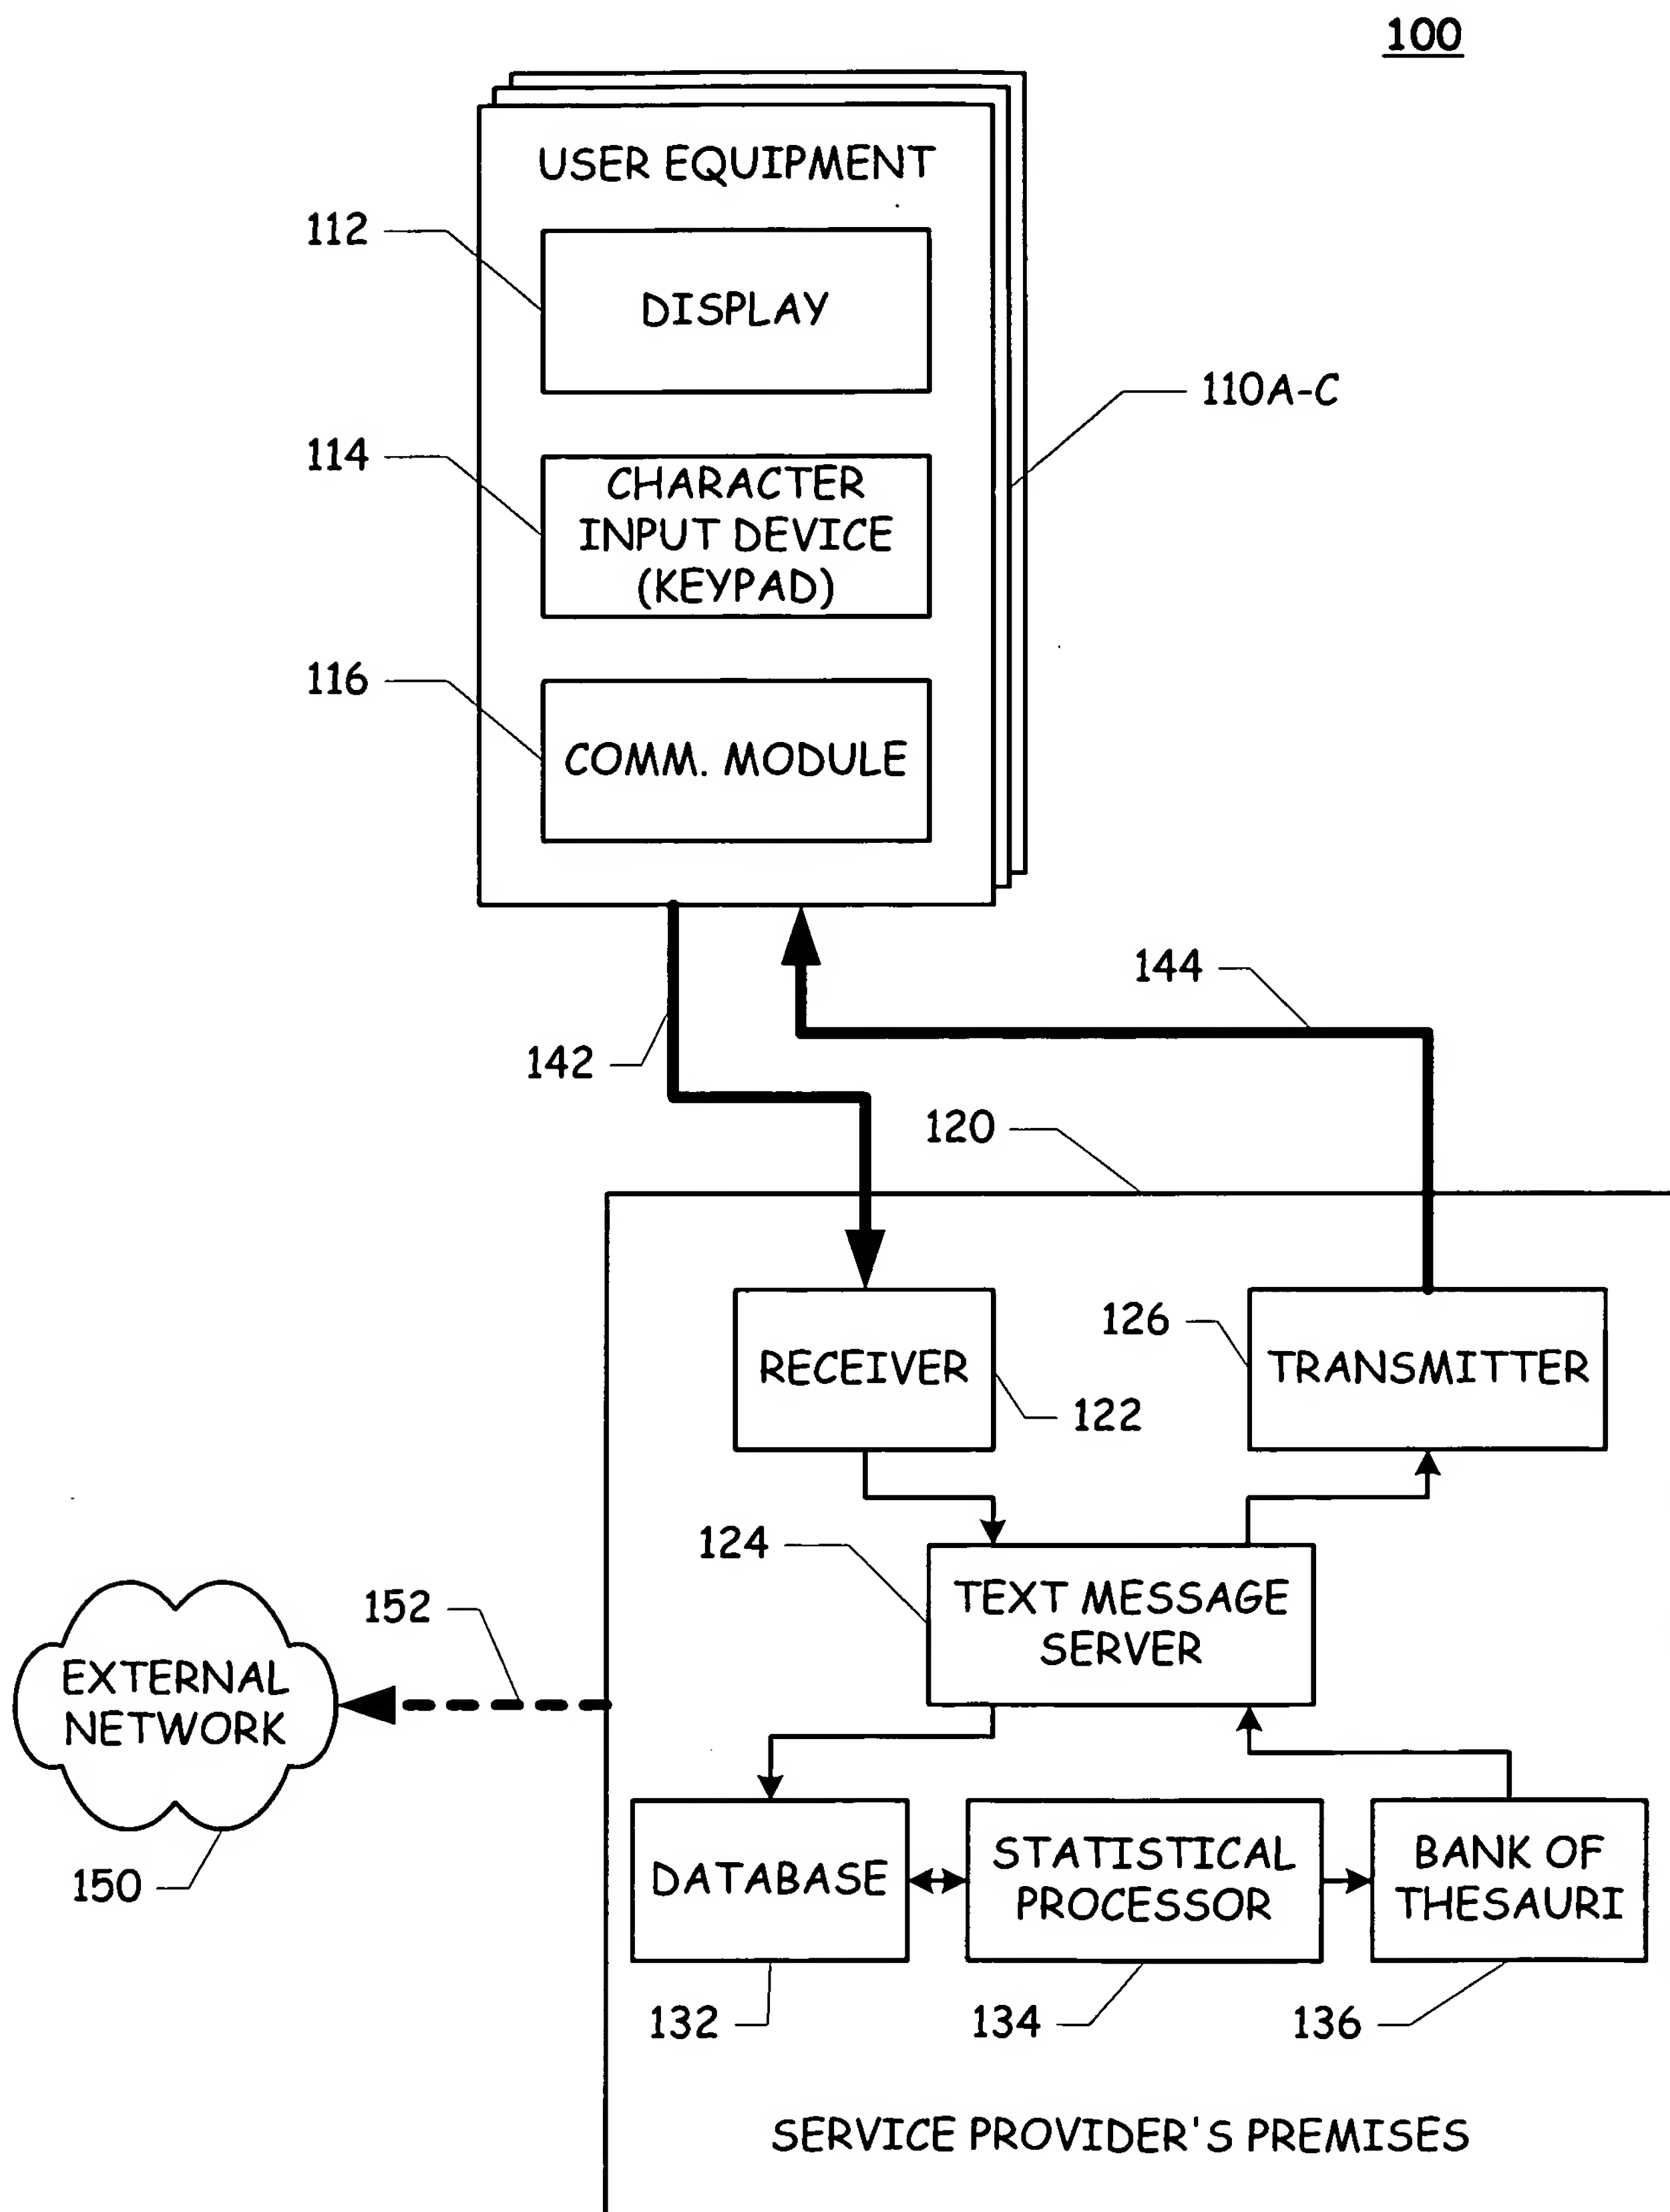 100
USER EQUIPMENT
112
DISPLAY
110A-C
114
CHARACTER
INPUT DEVICE
(KEYPAD)
116
COMM. MODULE
144
142
120
126
RECEIVER
TRANSMITTER
122
124
TEXT MESSAGE
SERVER
152
EXTERNAL
NETWORK
150
DATABASE
STATISTICAL
PROCESSOR
BANK OF
THESAURI
132
134
136
SERVICE PROVIDER'S PREMISES